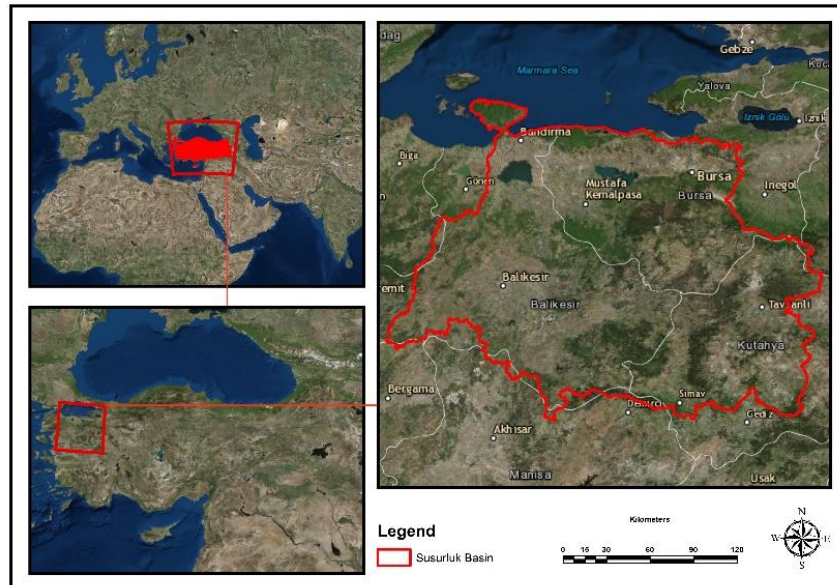 dag
Gebze
Koca
Marmara Sea
Yalova
Iznik Gölü
Iznik
Bandirma
Biga
Gönen
Mustafa
Kemalpasa
Bursa
Bursa
Inegol
Balikesir
Balikesir
emit
Tavsanli
Kutahya
Bergama
Demirci
Simav
Gediz
Akhisar
Manisa
Usak
Legend
Susurluk Basin
Kilometers
0 15 30 60 90 120
N
W E
S